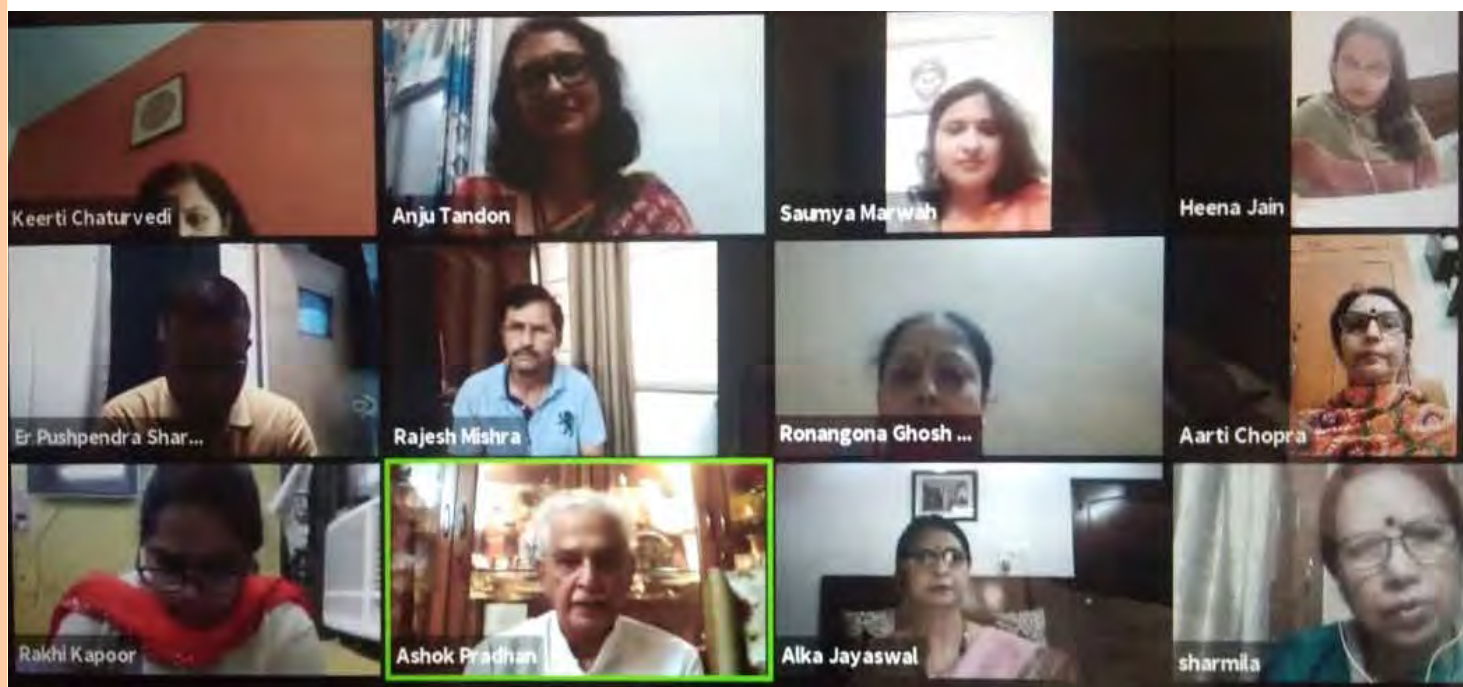 Keerti Chaturvedi
Anju Tandon
Saumya Marwah
Heena Jain
Er.Pushpendra Shar...
Rajesh Mishra
Ronangona Ghosh ...
Aarti Chopra
Rakhi Kapoor
Ashok Pradhan
Alka Jayaswal
sharmila